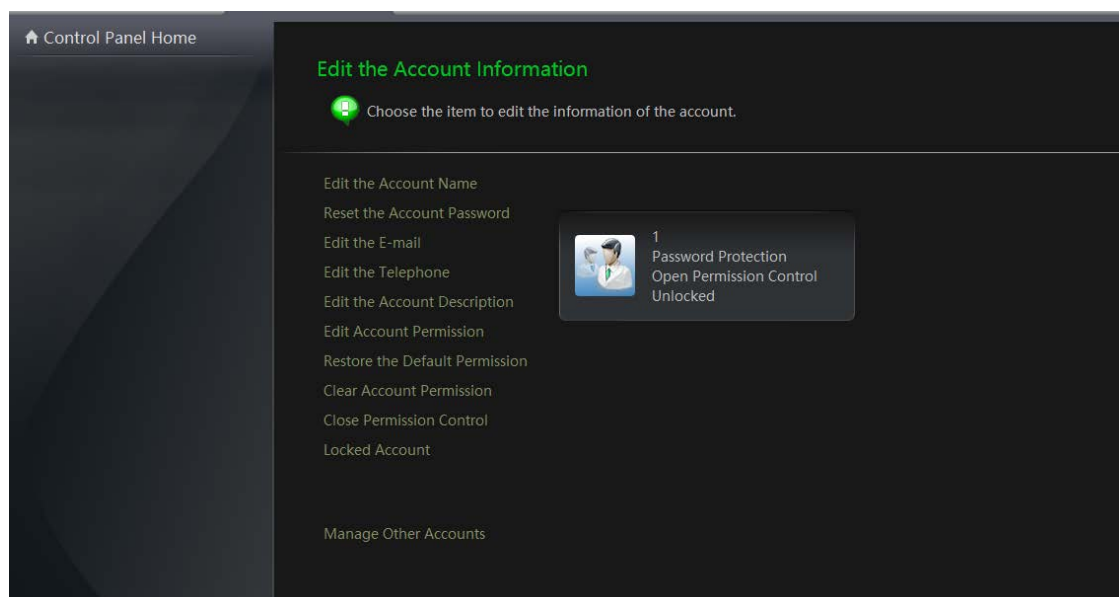 Control Panel Home
Edit the Account Information
Choose the item to edit the information of the account.
Edit the Account Name
Reset the Account Password
Edit the E-mail
Edit the Telephone
Edit the Account Description
Edit Account Permission
Restore the Default Permission
Clear Account Permission
Close Permission Control
Locked Account
Manage Other Accounts
1
Password Protection
Open Permission Control
Unlocked